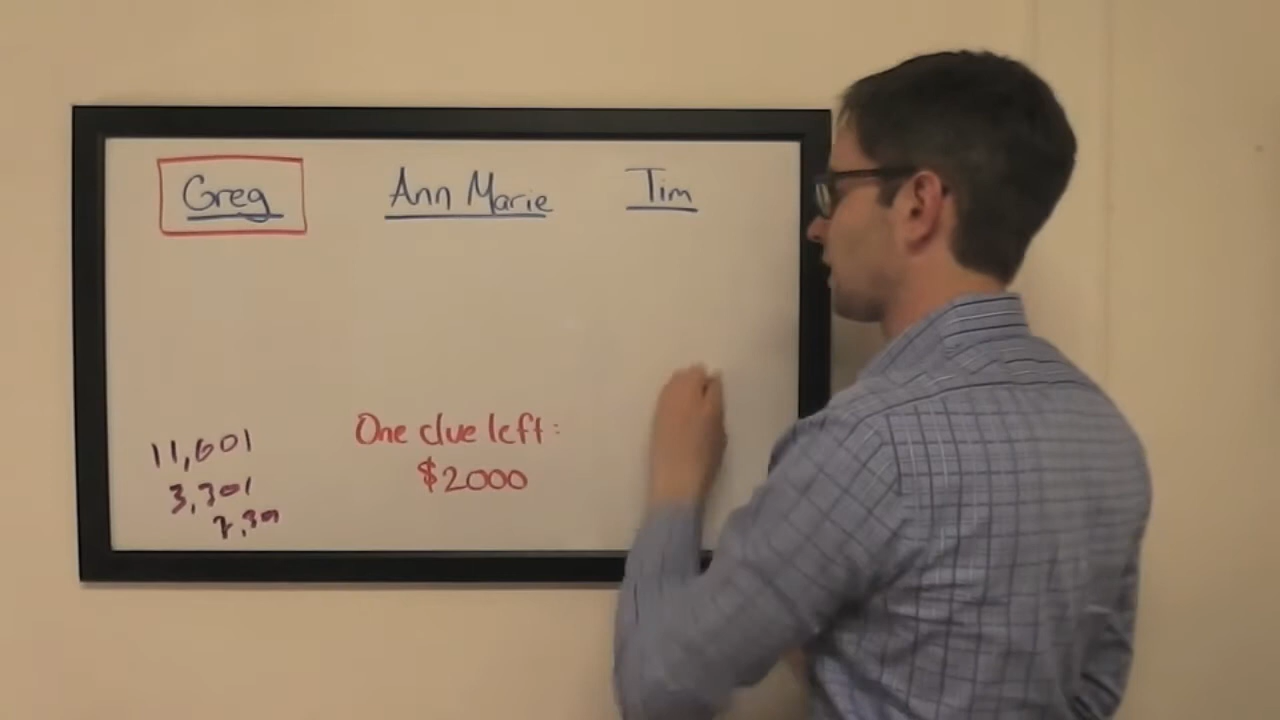 Greg Ann Marie Tim
One clue left:
$2000
11,601
3,301